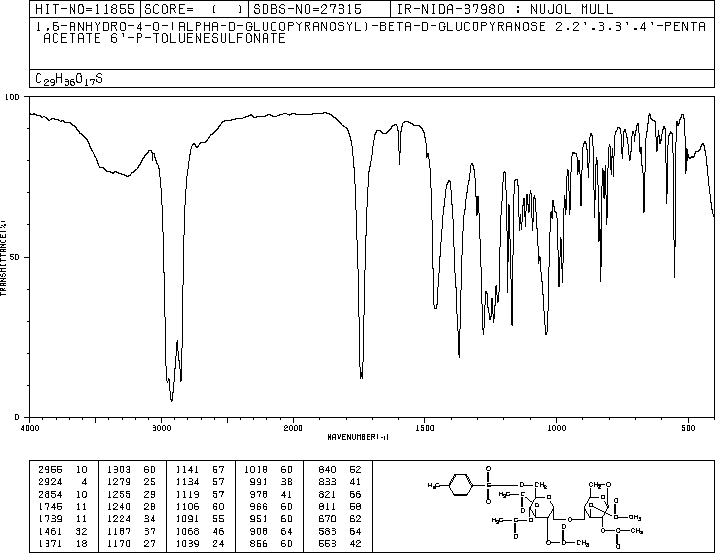 HIT-NO=11855 SCORE= ( ) SDBS-NO=27315 IR-NIDA-37980 : NUJOL MULL
1,6-ANHYDRO-4-O-(ALPHA-D-GLUCOPYRANOSYL)-BETA-D-GLUCOPYRANOSE 2,2',3,3',4'-PENTA
ACETATE 6'-P-TOLUENESULFONATE
C29H36O17S
100
50
0
TRANSMITTANCE(%)
4000 3000 2000 1500 1000 500
WAVENUMBER(-1)
2955 10 1303 60 1141 57 1018 60 840 52
2924 4 1279 25 1134 57 991 38 833 41
2854 10 1255 29 1119 57 978 41 821 66
1745 11 1240 28 1106 60 966 60 811 58
1739 11 1224 34 1091 55 951 60 670 62
1461 32 1187 37 1068 46 908 64 583 64
1371 18 1170 27 1039 24 856 60 553 42